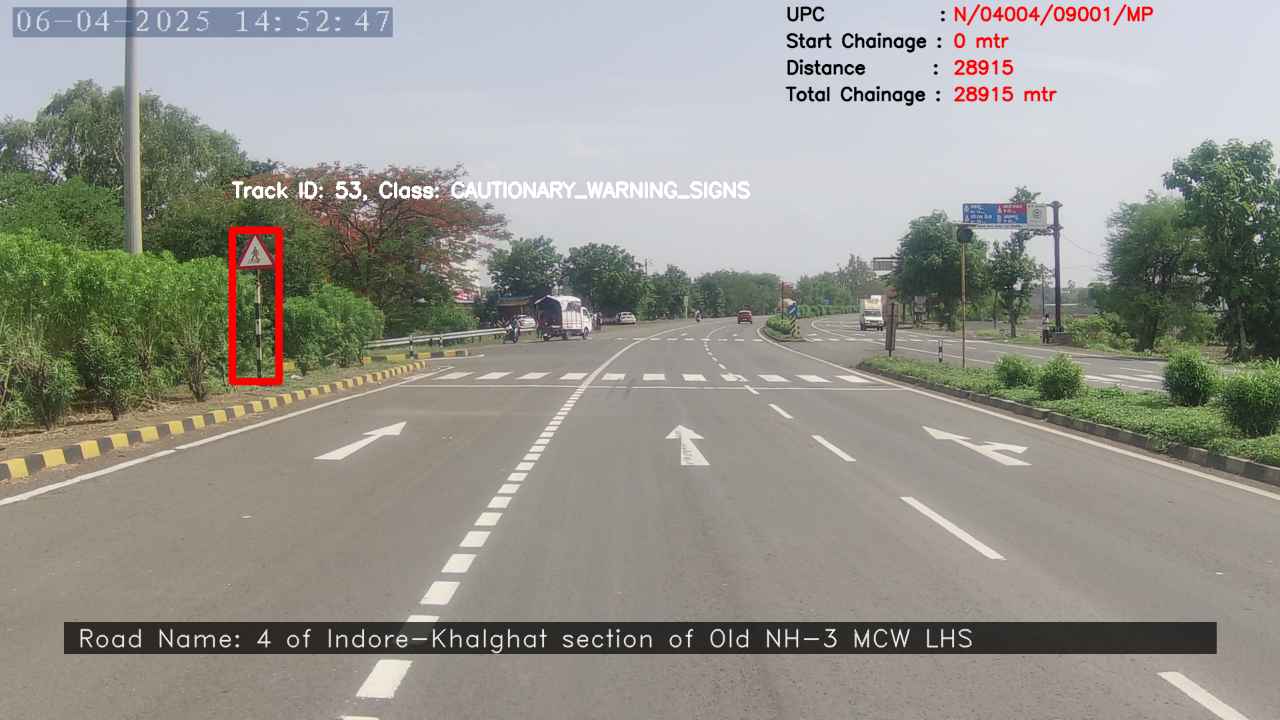 06-04-2025 14:52:47
UPC : N/04004/09001/MP
Start Chainage : 0 mtr
Distance : 28915
Total Chainage : 28915 mtr
Track ID: 53, Class: CAUTIONARY_WARNING_SIGNS
Road Name: 4 of Indore-Khalghat section of Old NH-3 MCW LHS